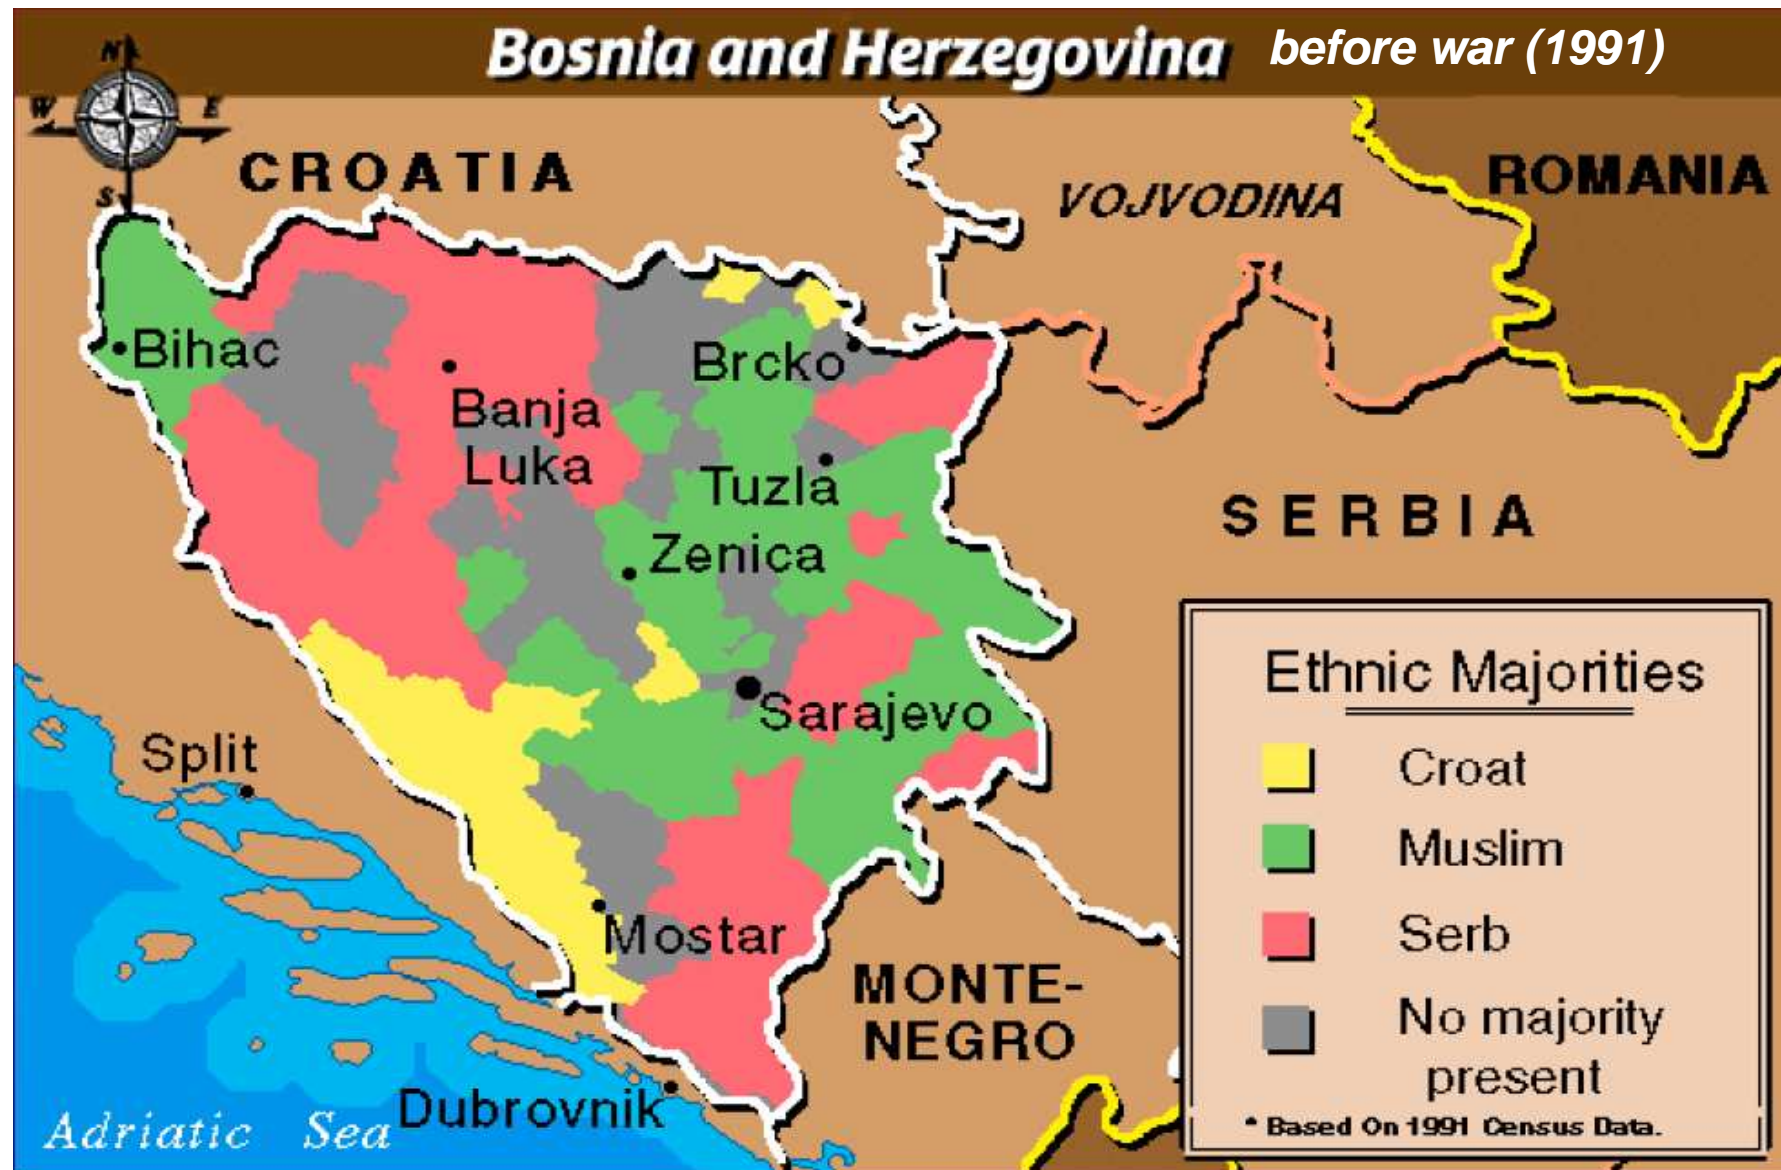 Bosnia and Herzegovina before war (1991)
N
W E
S
CROATIA
VOJVODINA
ROMANIA
Bihac
Brcko
Banja
Luka
Tuzla
SERBIA
Zenica
Sarajevo
Split
Mostar
MONTE-
NEGRO
Dubrovnik
Adriatic Sea
Ethnic Majorities
Croat
Muslim
Serb
No majority
present
* Based On 1991 Census Data.